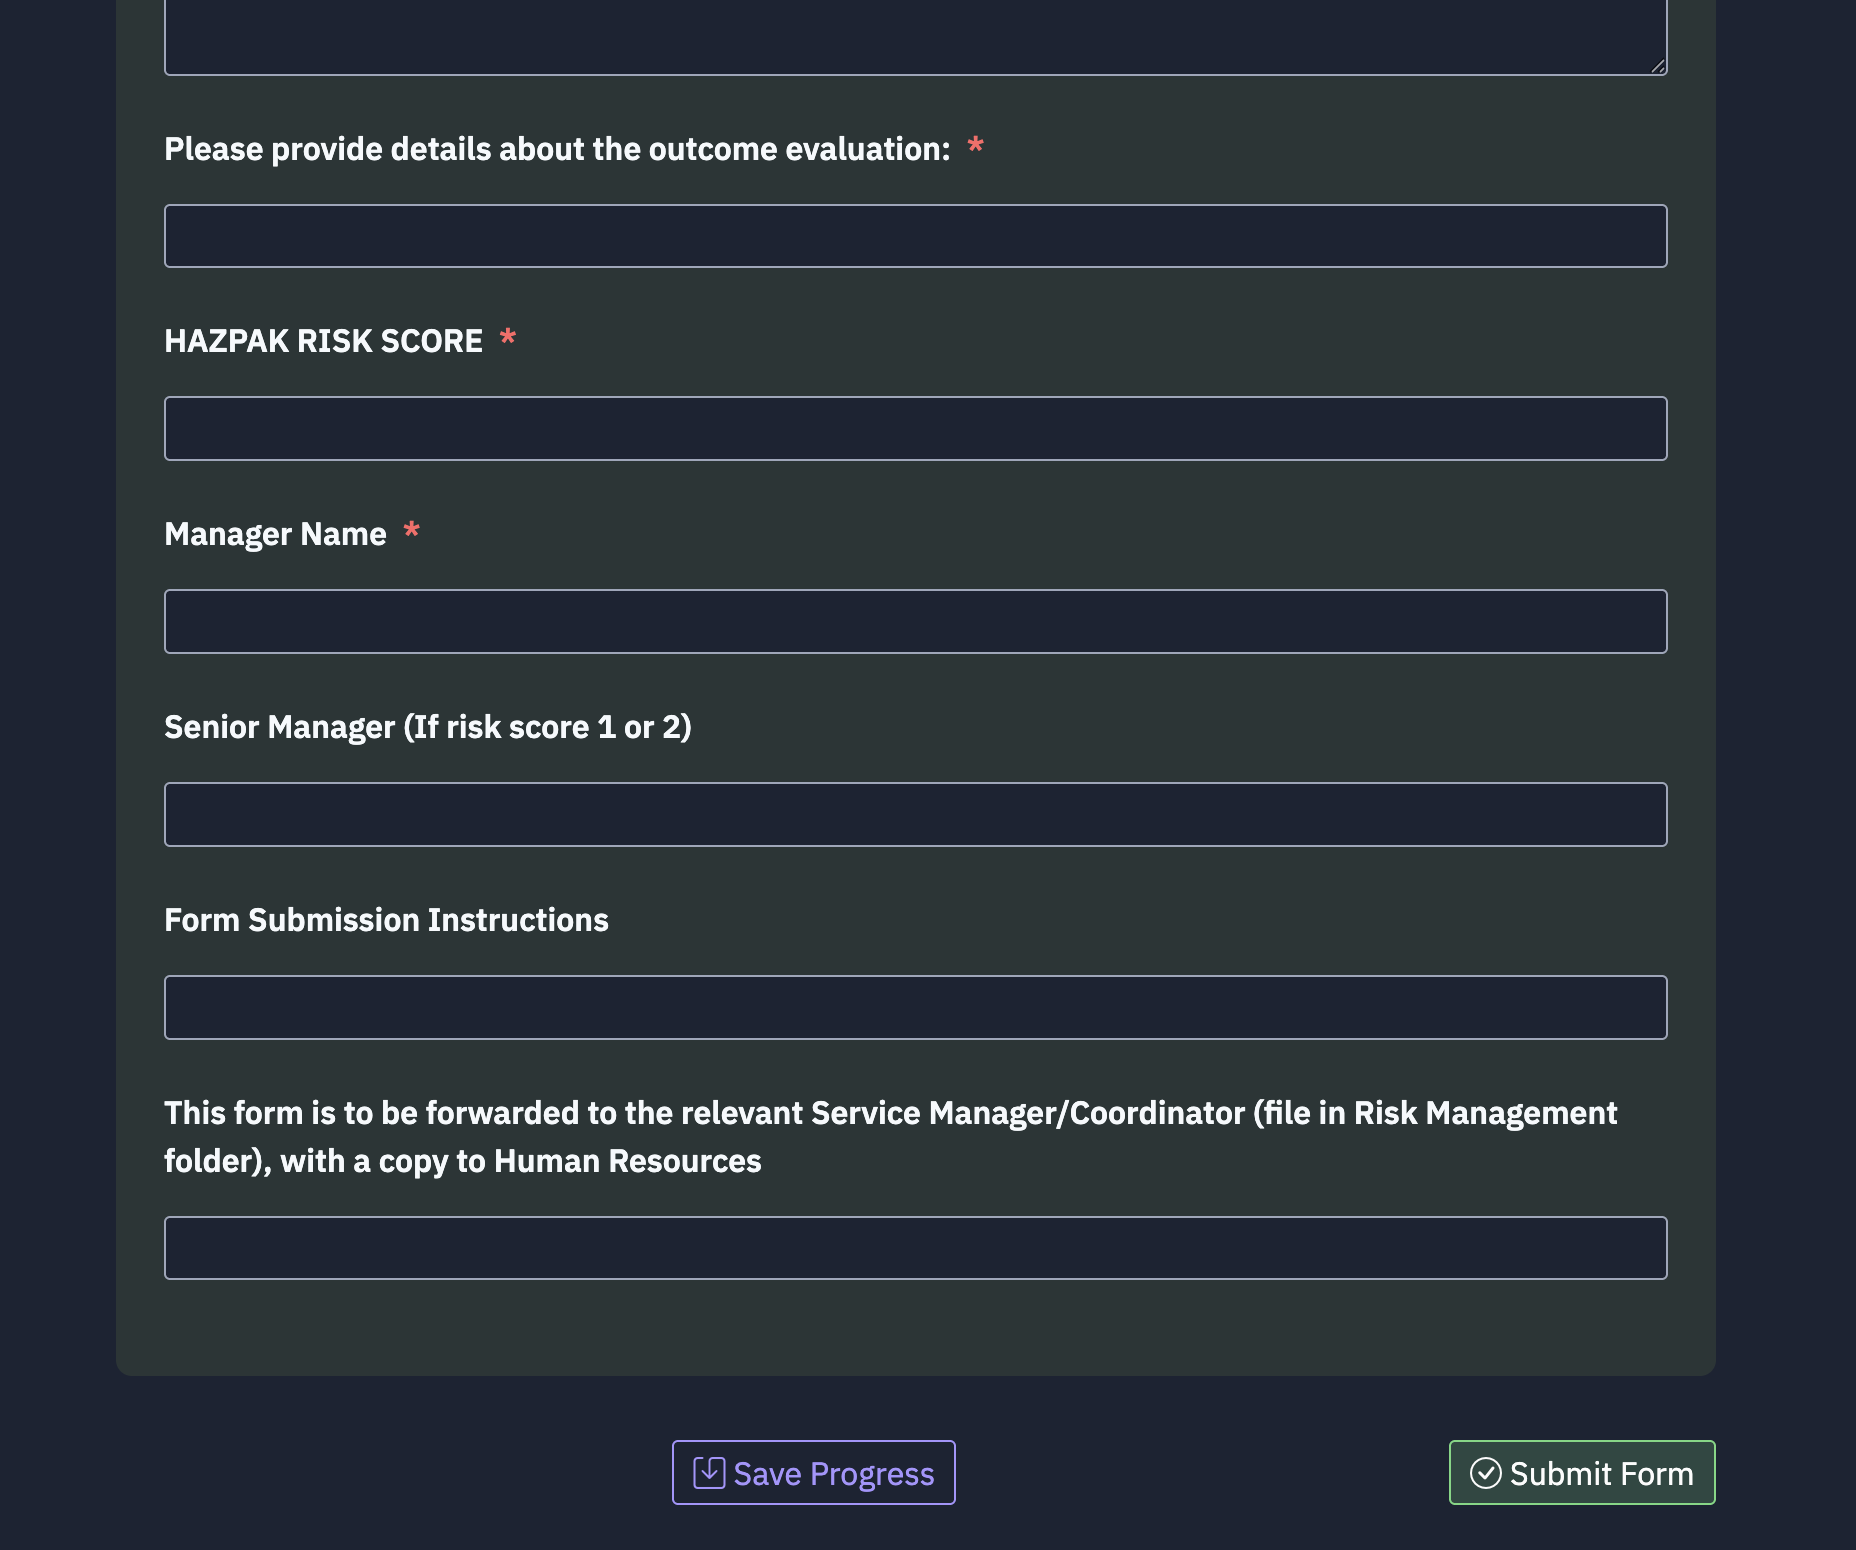 Please provide details about the outcome evaluation: *
HAZPAK RISK SCORE *
Manager Name *
Senior Manager (If risk score 1 or 2)
Form Submission Instructions
This form is to be forwarded to the relevant Service Manager/Coordinator (file in Risk Management
folder), with a copy to Human Resources
Save Progress
Submit Form